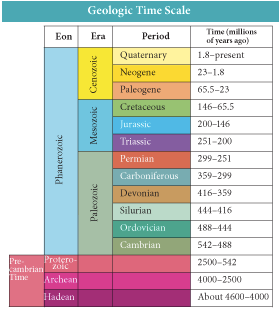 Geologic Time Scale
Eon Era Period Time (millions
of years ago)
Phanerozoic
Cenozoic
Quaternary 1.8–present
Neogene 23–1.8
Paleogene 65.5–23
Mesozoic
Cretaceous 146–65.5
Jurassic 200–146
Triassic 251–200
Paleozoic
Permian 299–251
Carboniferous 359–299
Devonian 416–359
Silurian 444–416
Ordovician 488–444
Cambrian 542–488
Pre-
cambrian
Time
Protero-
zoic 2500–542
Archean 4000–2500
Hadean About 4600–4000